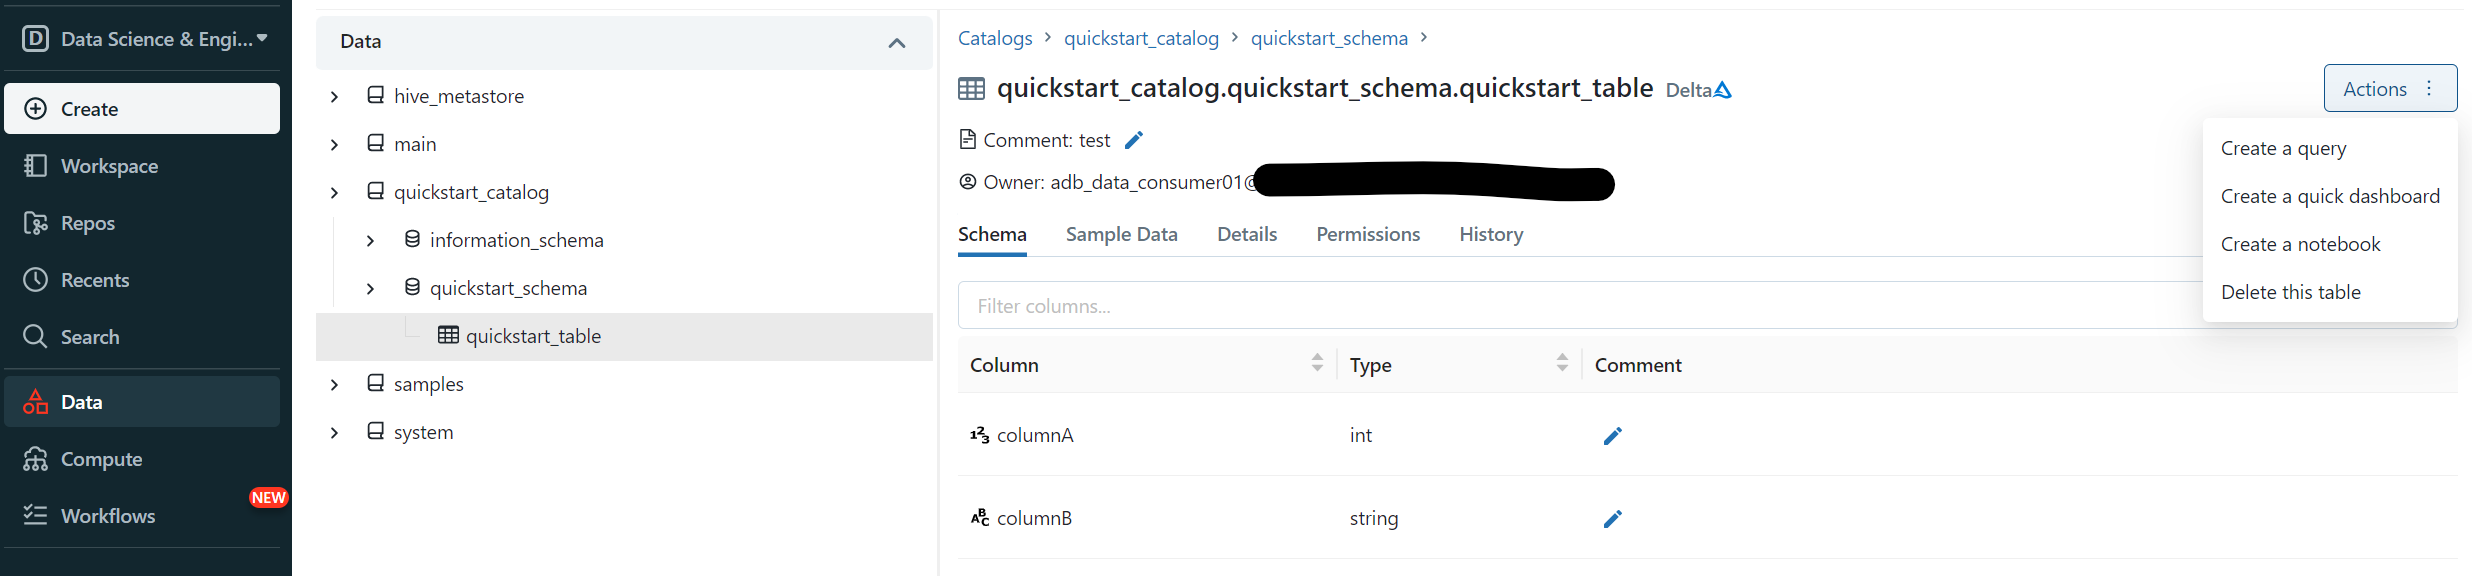 Data Science & Engi...
Create
Workspace
Repos
Recents
Search
Data
Compute
NEW
Workflows
Data
hive_metastore
main
quickstart_catalog
information_schema
quickstart_schema
quickstart_table
samples
system
Catalogs > quickstart_catalog > quickstart_schema >
quickstart_catalog.quickstart_schema.quickstart_table Delta
Comment: test
Owner: adb_data_consumer01@
Actions
Create a query
Create a quick dashboard
Create a notebook
Delete this table
Schema Sample Data Details Permissions History
Filter columns...
Column Type Comment
columnA int
columnB string